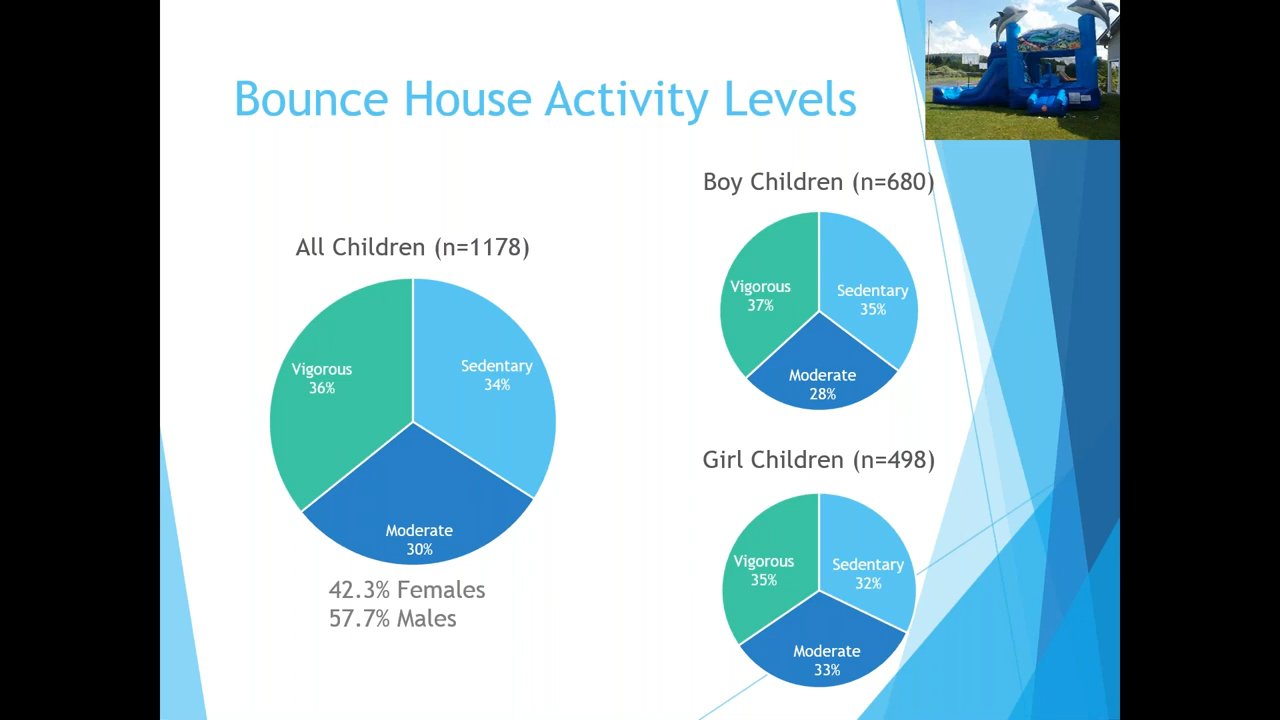 Bounce House Activity Levels
All Children (n=1178)
Vigorous
36%
Sedentary
34%
Moderate
30%
42.3% Females
57.7% Males
Boy Children (n=680)
Vigorous
37%
Sedentary
35%
Moderate
28%
Girl Children (n=498)
Vigorous
35%
Sedentary
32%
Moderate
33%